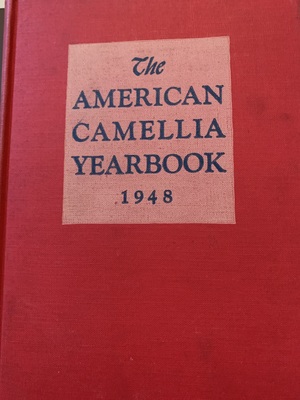 The
AMERICAN
CAMELLIA
YEARBOOK
1948